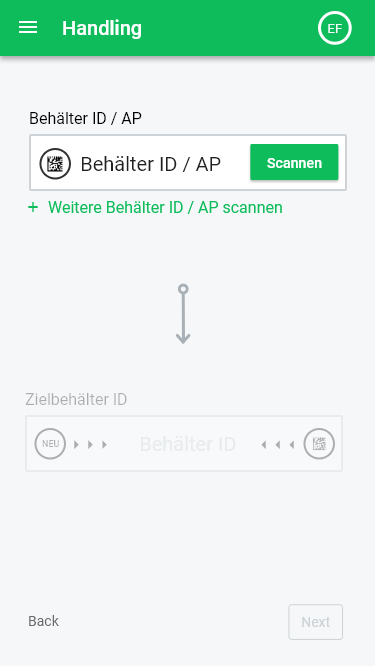 Handling
EF
Behälter ID / AP
Behälter ID / AP
Scannen
+ Weitere Behälter ID / AP scannen
Zielbehälter ID
NEU
Behälter ID
Back
Next